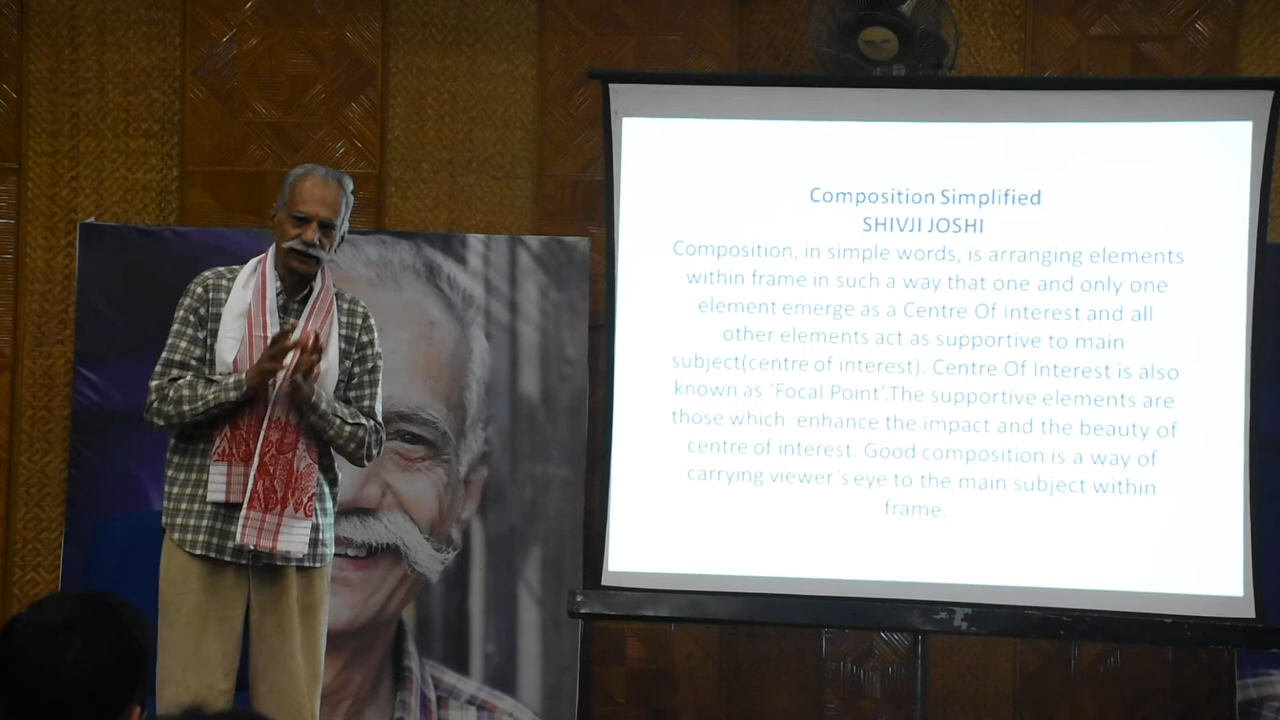 Composition Simplified
SHIVJI JOSHI
Composition, in simple words, is arranging elements
within frame in such a way that one and only one
element emerge as a Centre Of Interest and all
other elements act as supportive to main
subject(centre of interest). Centre Of Interest is also
known as ‘Focal Point’.The supportive elements are
those which enhance the impact and the beauty of
centre of interest. Good composition is a way of
carrying viewer’s eye to the main subject within
frame.